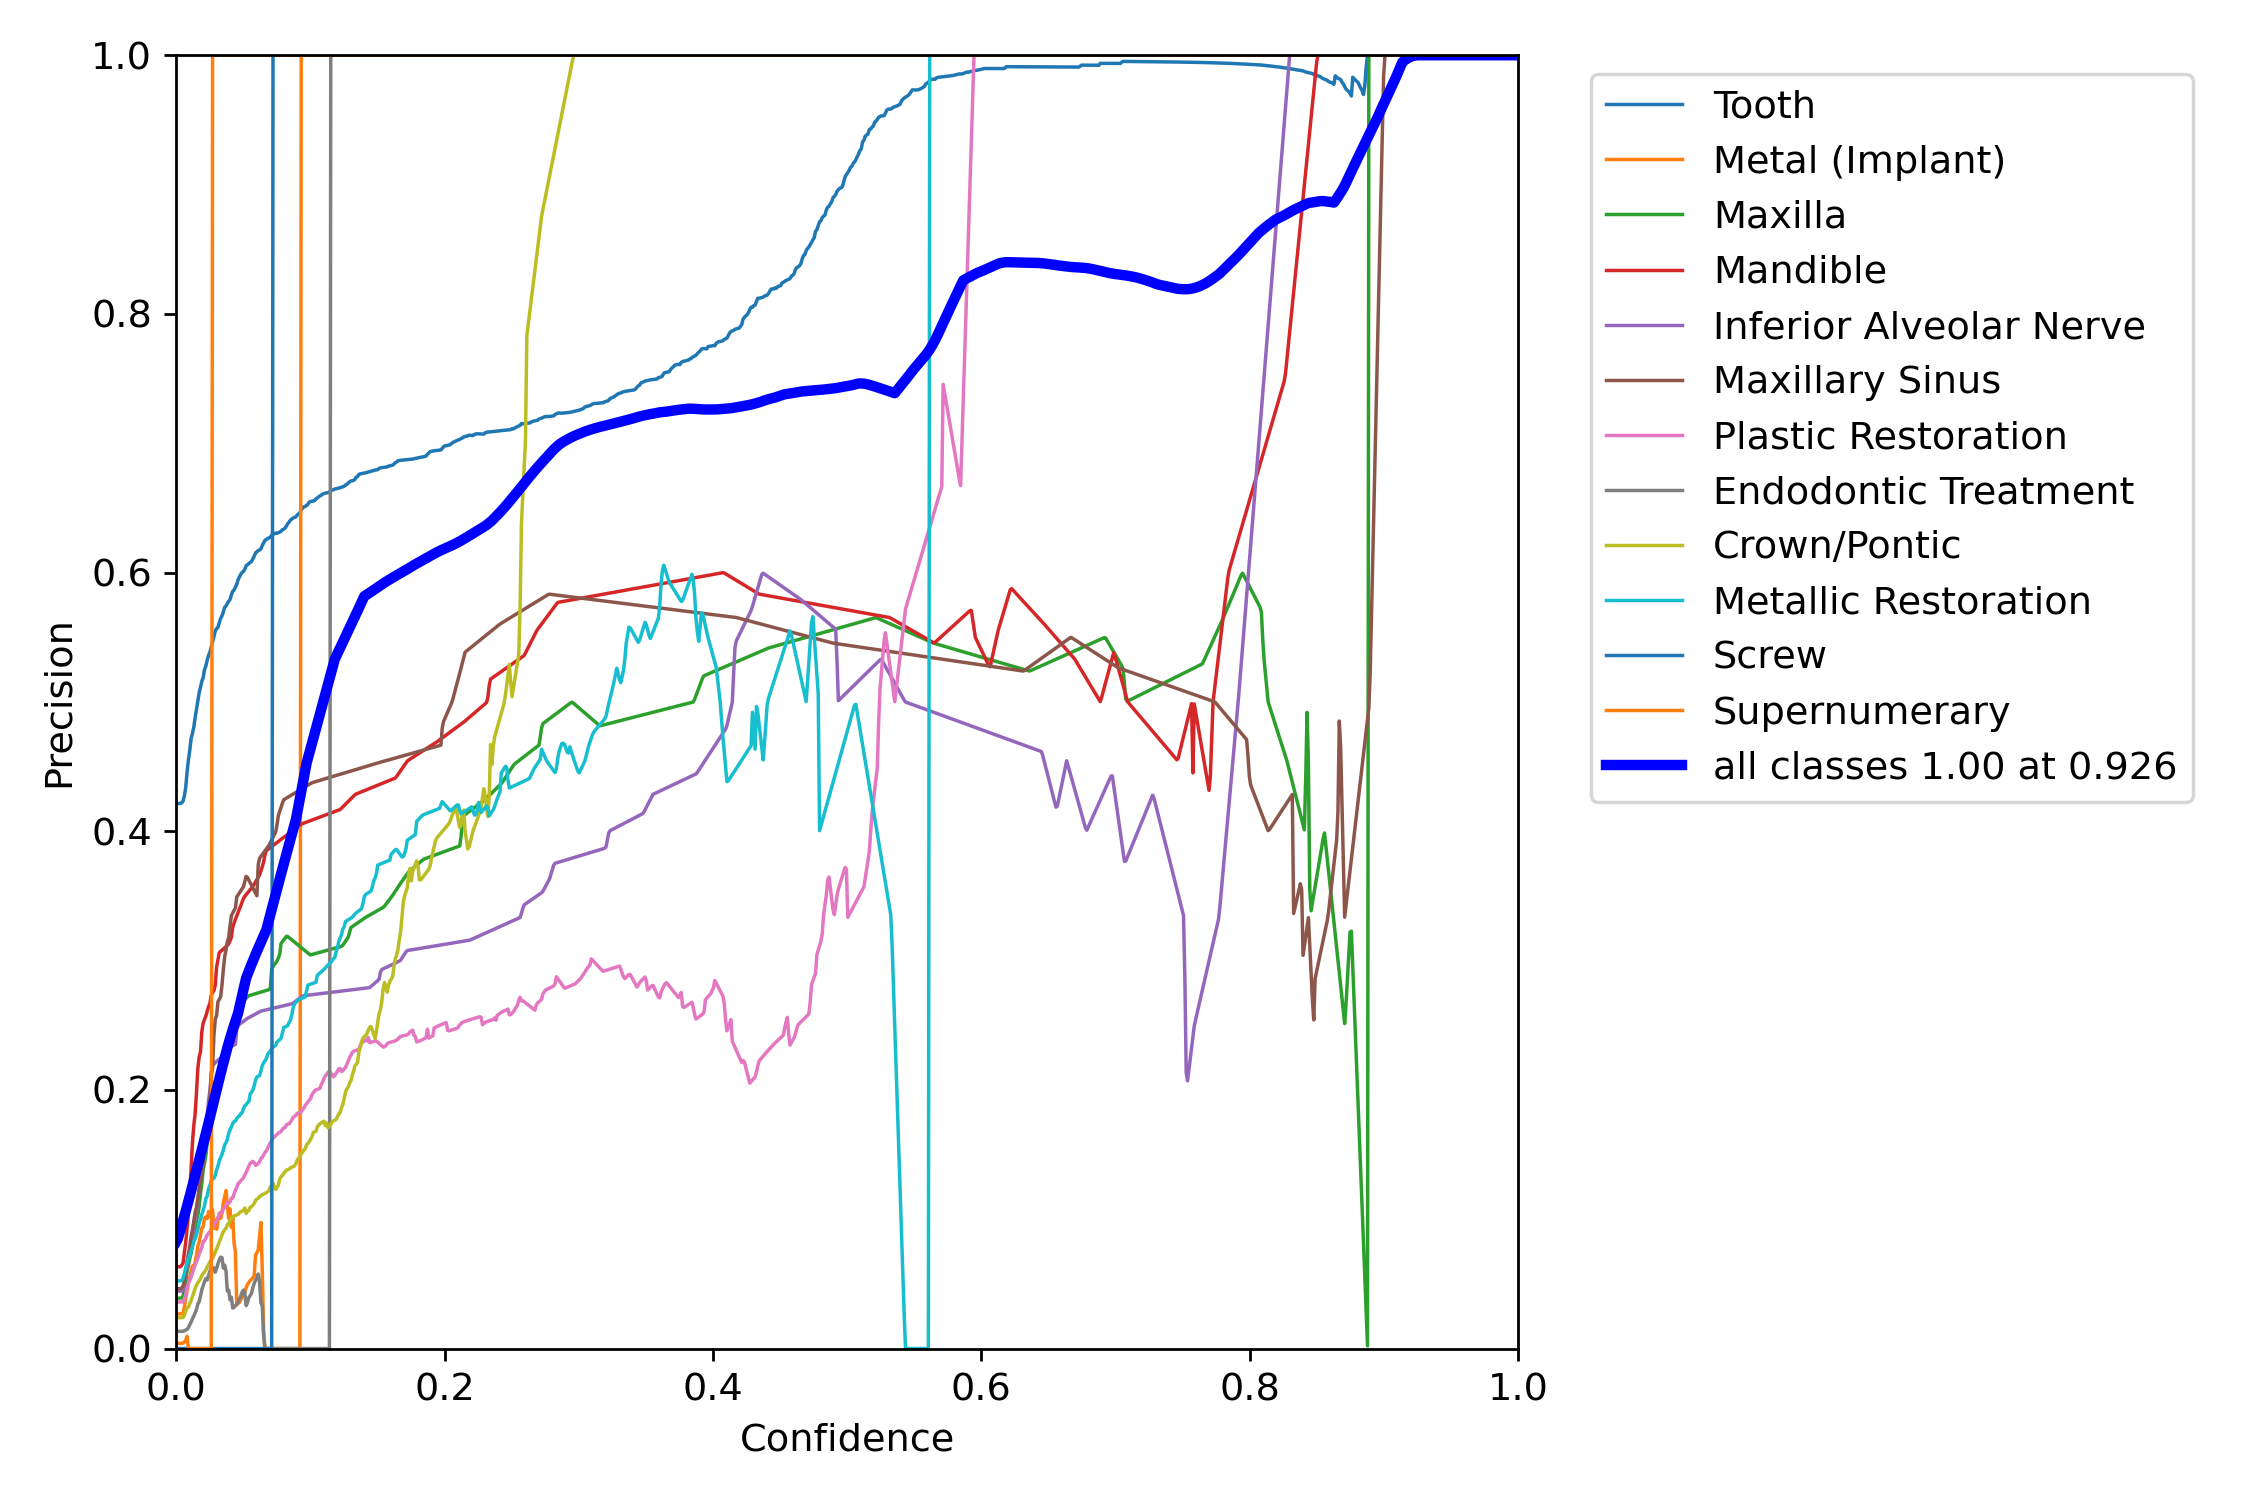 1.0
0.8
0.6
0.4
0.2
0.0
Precision
0.0 0.2 0.4 0.6 0.8 1.0
Confidence
Tooth
Metal (Implant)
Maxilla
Mandible
Inferior Alveolar Nerve
Maxillary Sinus
Plastic Restoration
Endodontic Treatment
Crown/Pontic
Metallic Restoration
Screw
Supernumerary
all classes 1.00 at 0.926